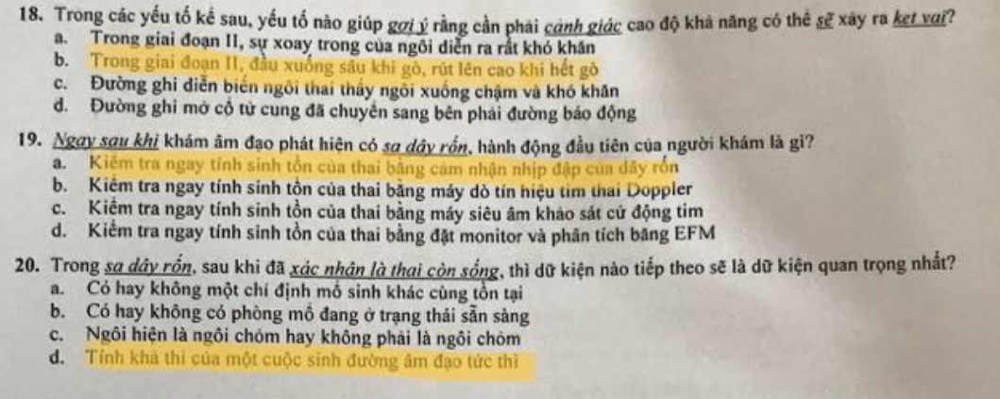 18. Trong các yếu tố kể sau, yếu tố nào giúp gợi ý rằng cần phải cảnh giác cao độ khả năng có thể sẽ xảy ra kẹt vai?
a. Trong giai đoạn II, sự xoay trong của ngôi diễn ra rất khó khăn
b. Trong giai đoạn II, đầu xuống sâu khi gò, rút lên cao khi hết gò
c. Đường ghi diễn biến ngôi thai thấy ngôi xuống chậm và khó khăn
d. Đường ghi mở cổ tử cung đã chuyển sang bên phải đường báo động
19. Ngay sau khi khám âm đạo phát hiện có sa dây rốn, hành động đầu tiên của người khám là gì?
a. Kiểm tra ngay tính sinh tồn của thai bằng cảm nhận nhịp đập của dây rốn
b. Kiểm tra ngay tính sinh tồn của thai bằng máy dò tín hiệu tim thai Doppler
c. Kiểm tra ngay tính sinh tồn của thai bằng máy siêu âm khảo sát cử động tim
d. Kiểm tra ngay tính sinh tồn của thai bằng đặt monitor và phân tích băng EFM
20. Trong sa dây rốn, sau khi đã xác nhận là thai còn sống, thì dữ kiện nào tiếp theo sẽ là dữ kiện quan trọng nhất?
a. Có hay không một chỉ định mổ sinh khác cùng tồn tại
b. Có hay không có phòng mổ đang ở trạng thái sẵn sàng
c. Ngôi hiện là ngôi chỏm hay không phải là ngôi chỏm
d. Tính khả thi của một cuộc sinh đường âm đạo tức thì